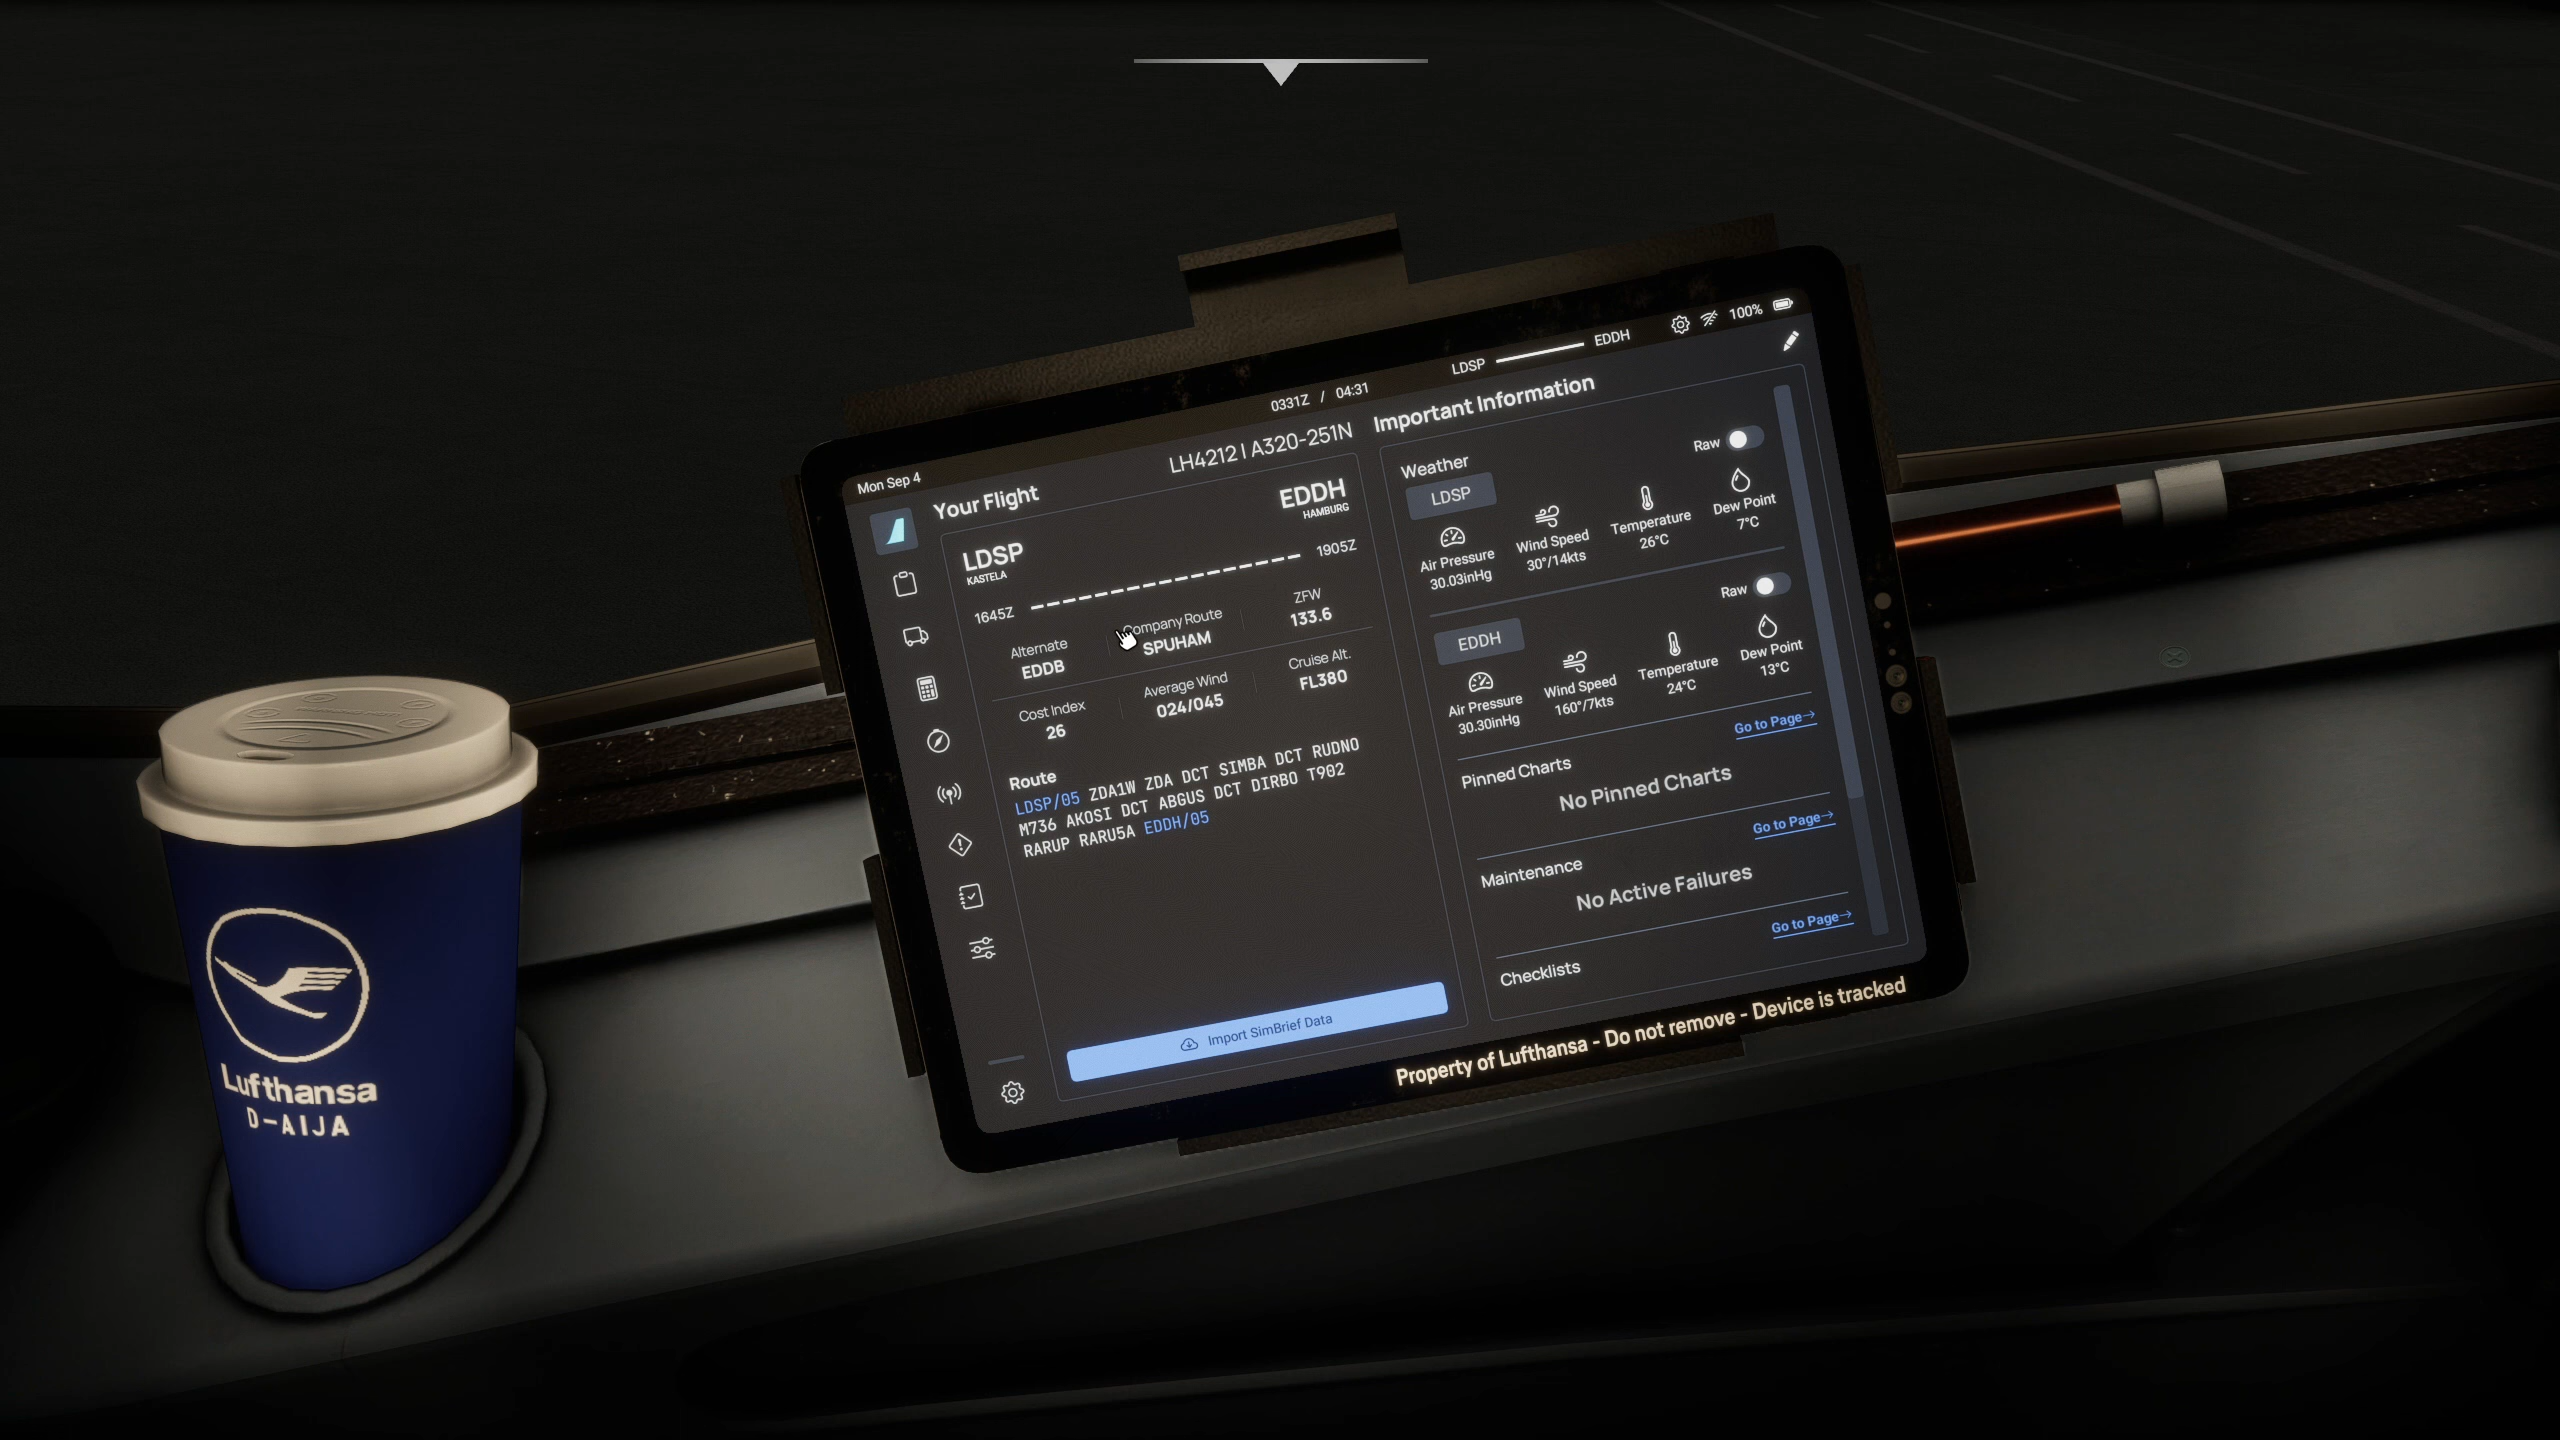 Mon Sep 4
0331Z / 04:31
LDSP EDDH
100%
Your Flight
LH4212 | A320-251N
LDSP
KASTELA
EDDH
HAMBURG
1645Z
1905Z
Alternate
EDDB
Company Route
SPUHAM
ZFW
133.6
Cost Index
26
Average Wind
024/045
Cruise Alt.
FL380
Route
LDSP/05 ZDA1W ZDA DCT SIMBA DCT RUDNO
M736 AKOSI DCT ABGUS DCT DIRBO T902
RARUP RARU5A EDDH/05
Import SimBrief Data
Important Information
Weather
Raw
LDSP
Air Pressure
30.03inHg
Wind Speed
30°/14kts
Temperature
26°C
Dew Point
7°C
Raw
EDDH
Air Pressure
30.30inHg
Wind Speed
160°/7kts
Temperature
24°C
Dew Point
13°C
Go to Page→
Pinned Charts
No Pinned Charts
Go to Page→
Maintenance
No Active Failures
Go to Page→
Checklists
Property of Lufthansa - Do not remove - Device is tracked
Lufthansa
D-AIJA